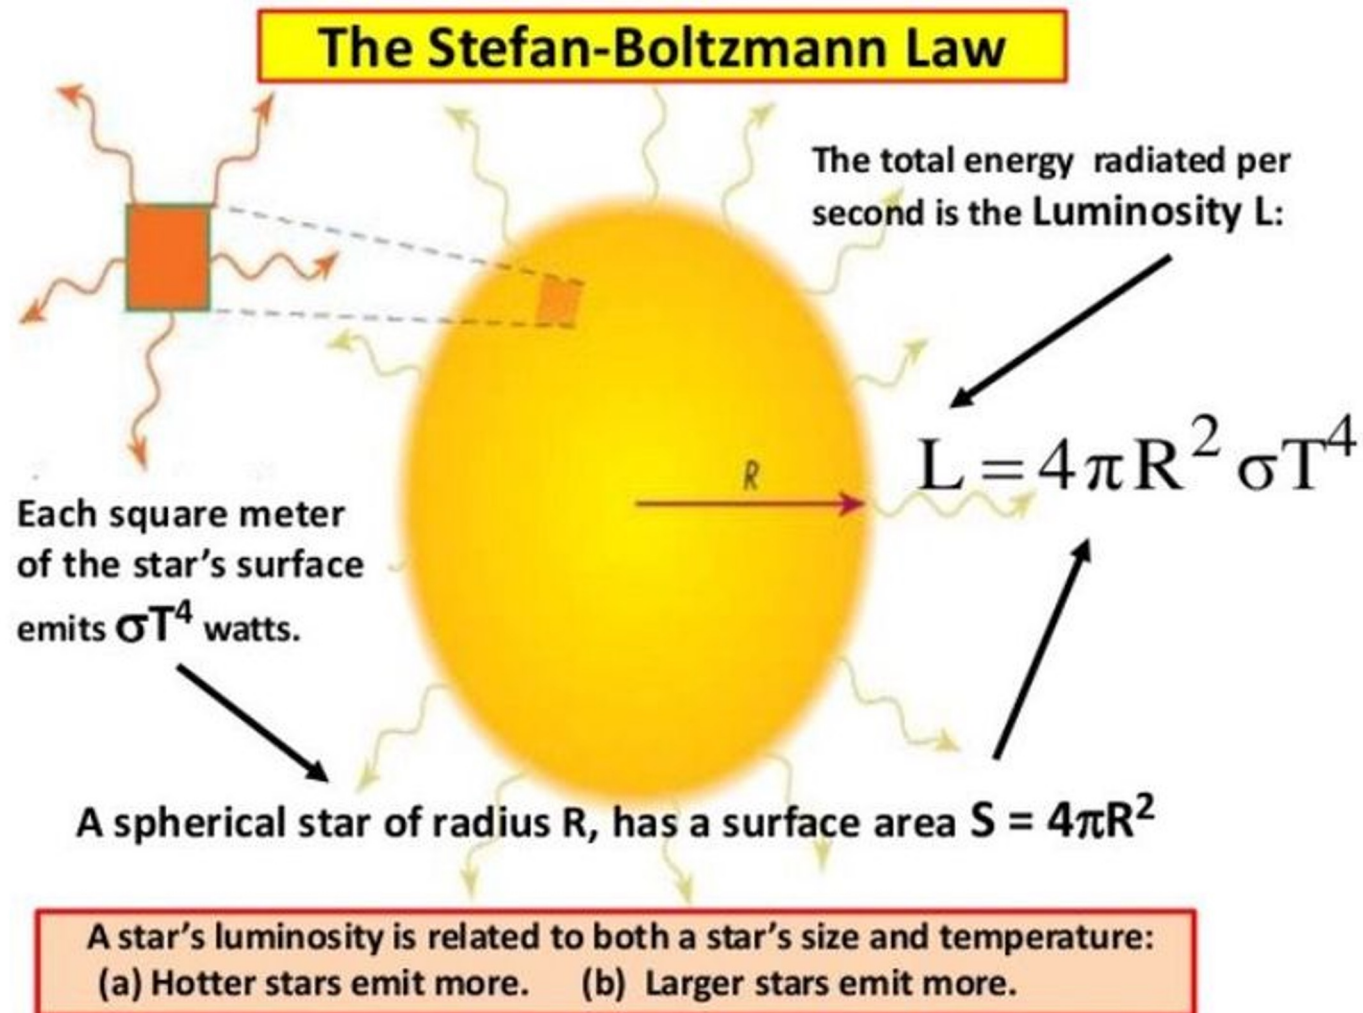 The Stefan-Boltzmann Law
The total energy radiated per
second is the Luminosity L:
L = 4πR² σT⁴
R
Each square meter
of the star’s surface
emits σT⁴ watts.
A spherical star of radius R, has a surface area S = 4πR²
A star’s luminosity is related to both a star’s size and temperature:
(a) Hotter stars emit more. (b) Larger stars emit more.